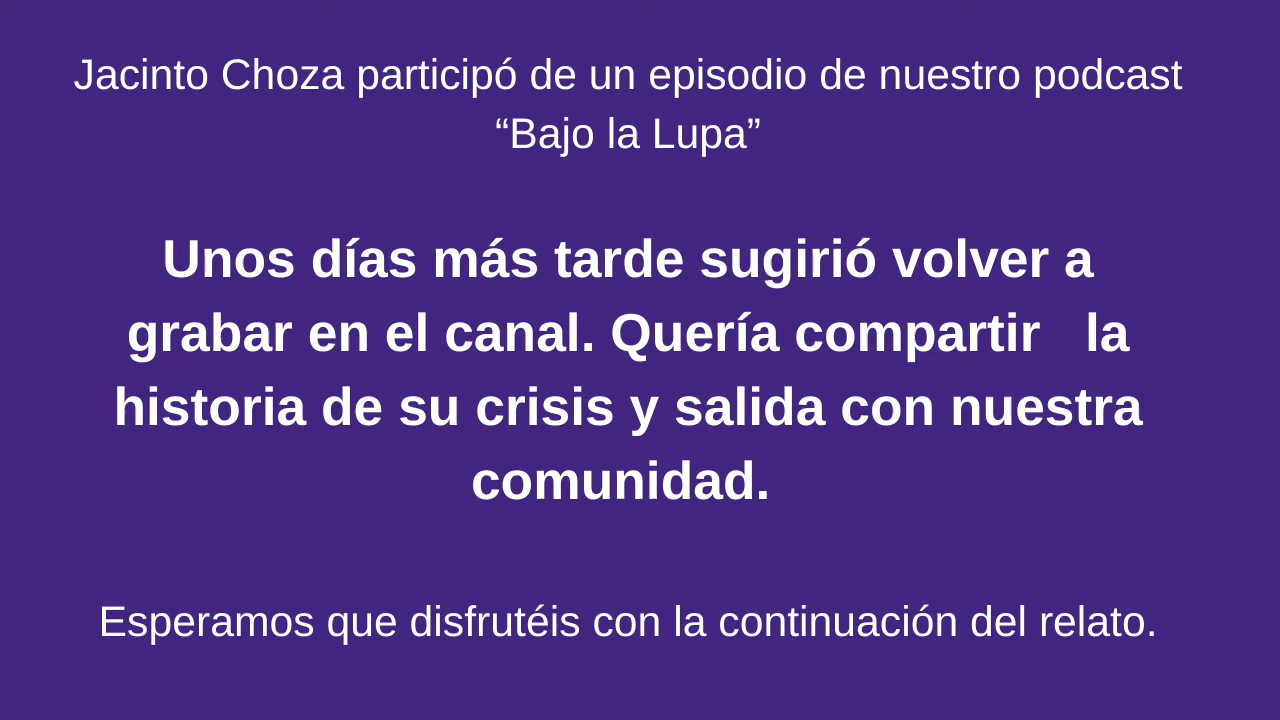 Jacinto Choza participó de un episodio de nuestro podcast
“Bajo la Lupa”
Unos días más tarde sugirió volver a
grabar en el canal. Quería compartir   la
historia de su crisis y salida con nuestra
comunidad.
Esperamos que disfrutéis con la continuación del relato.